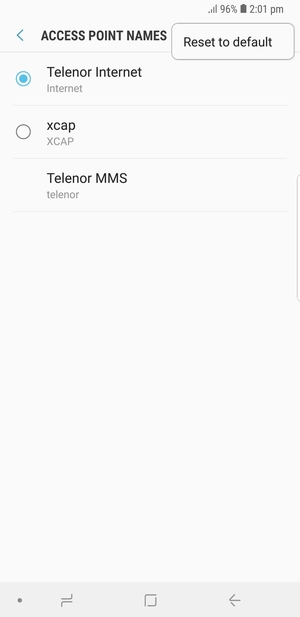 96% 2:01 pm
ACCESS POINT NAMES
Reset to default
Telenor Internet
Internet
xcap
XCAP
Telenor MMS
telenor